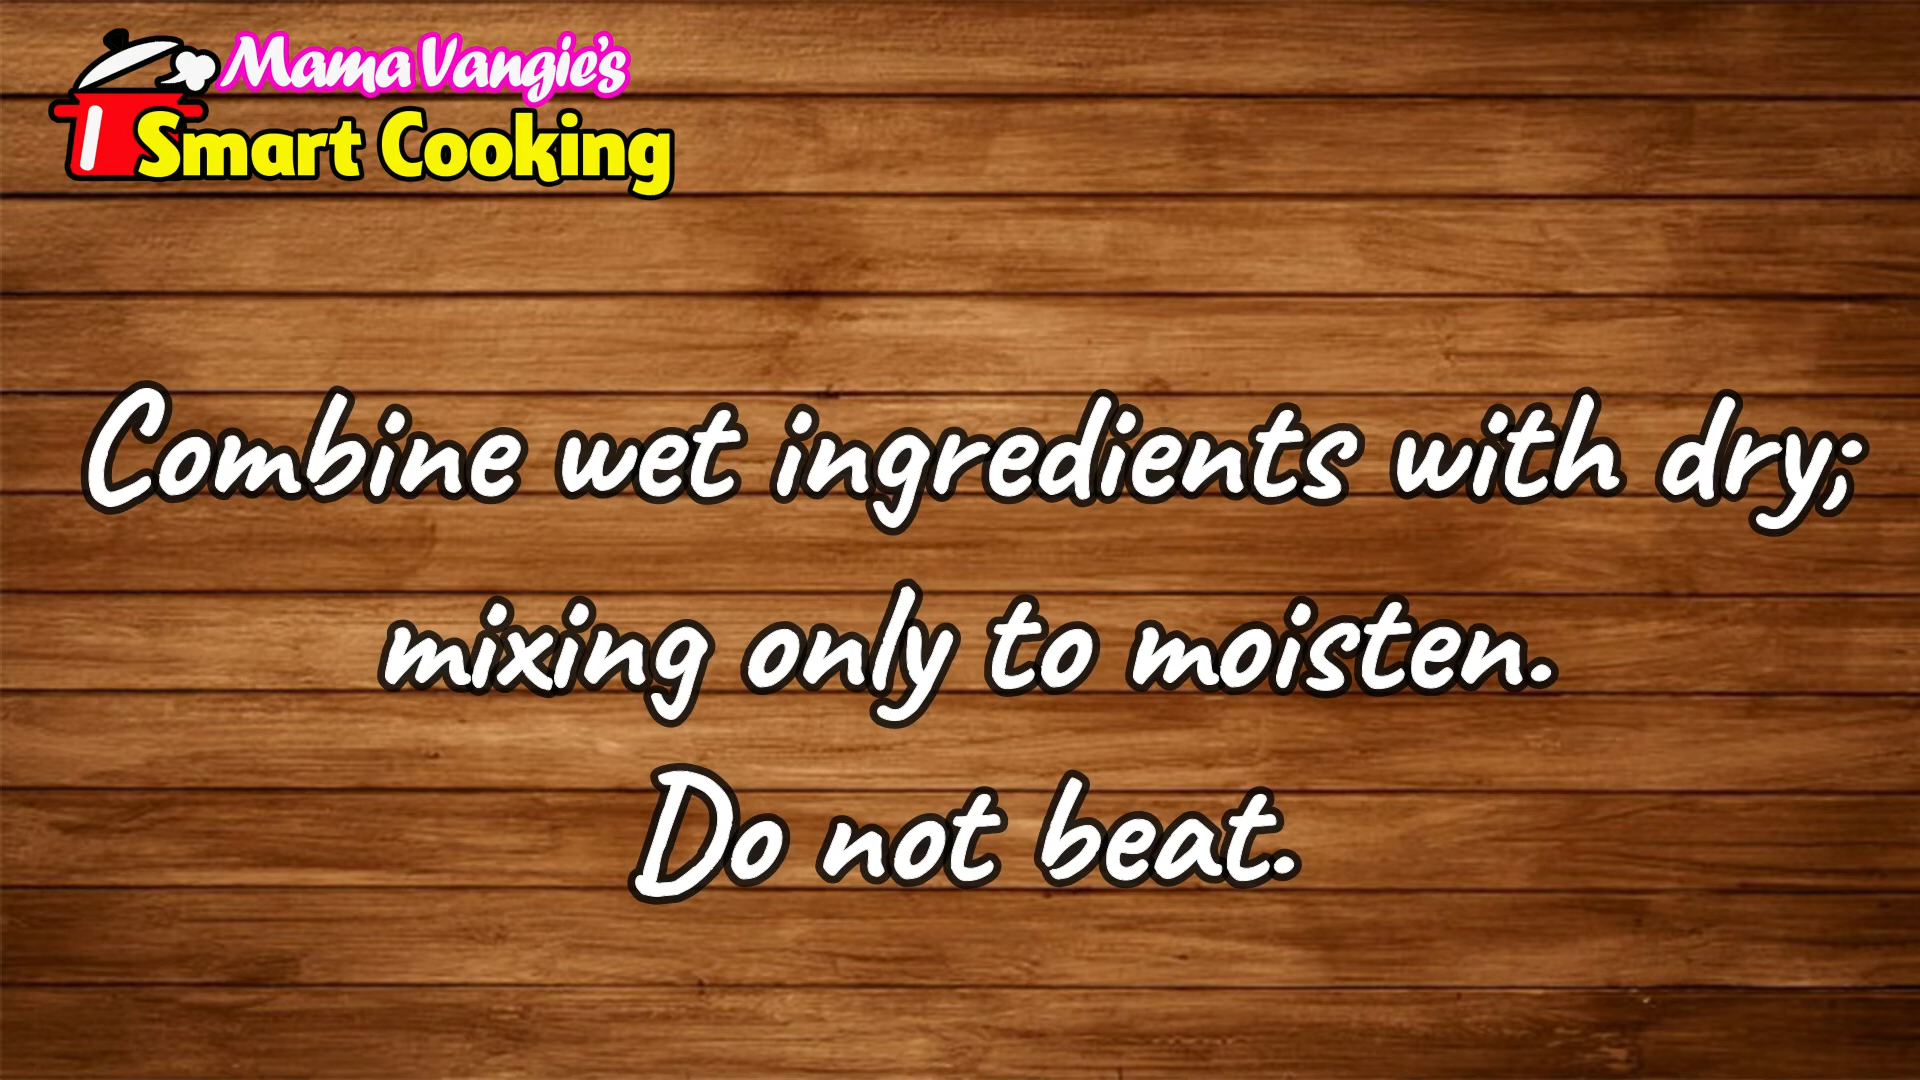 Mama Vangie's
Smart Cooking
Combine wet ingredients with dry;
mixing only to moisten.
Do not beat.